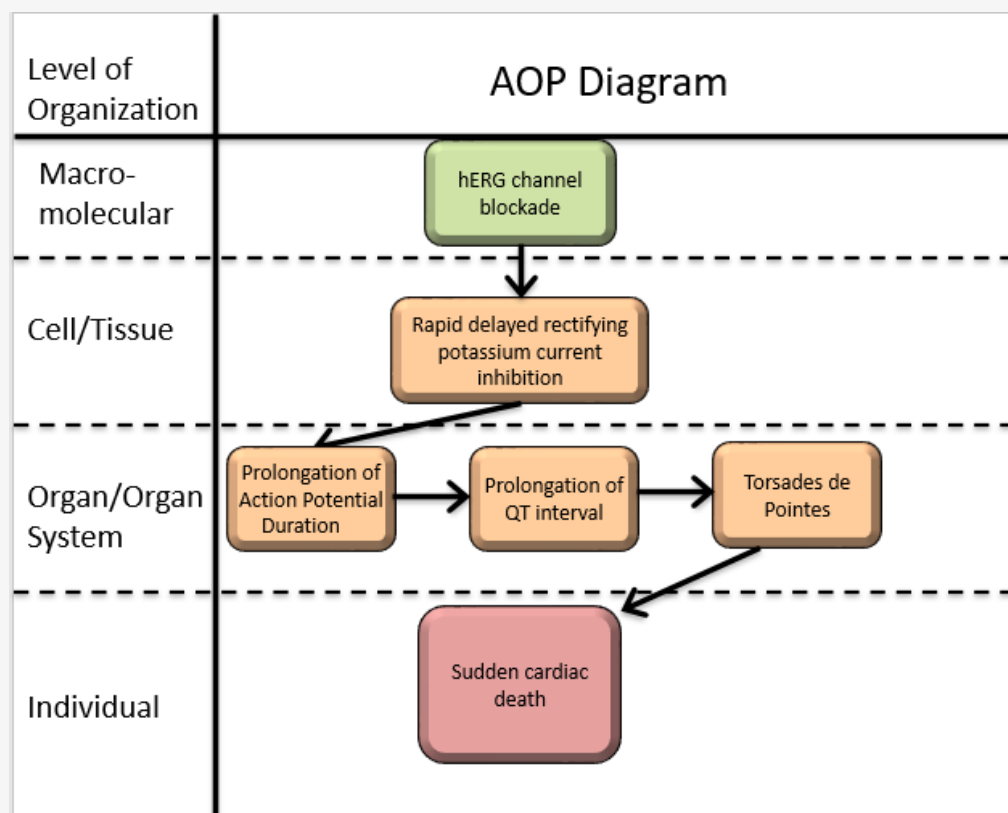 Level of
Organization
AOP Diagram
Macro-
molecular
hERG channel
blockade
Cell/Tissue
Rapid delayed rectifying
potassium current
inhibition
Organ/Organ
System
Prolongation of
Action Potential
Duration
Prolongation of
QT interval
Torsades de
Pointes
Individual
Sudden cardiac
death